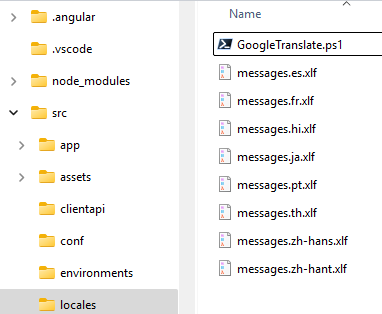 .angular
.vscode
node_modules
src
app
assets
clientapi
conf
environments
locales
GoogleTranslate.ps1
messages.es.xlf
messages.fr.xlf
messages.hi.xlf
messages.ja.xlf
messages.pt.xlf
messages.th.xlf
messages.zh-hans.xlf
messages.zh-hant.xlf